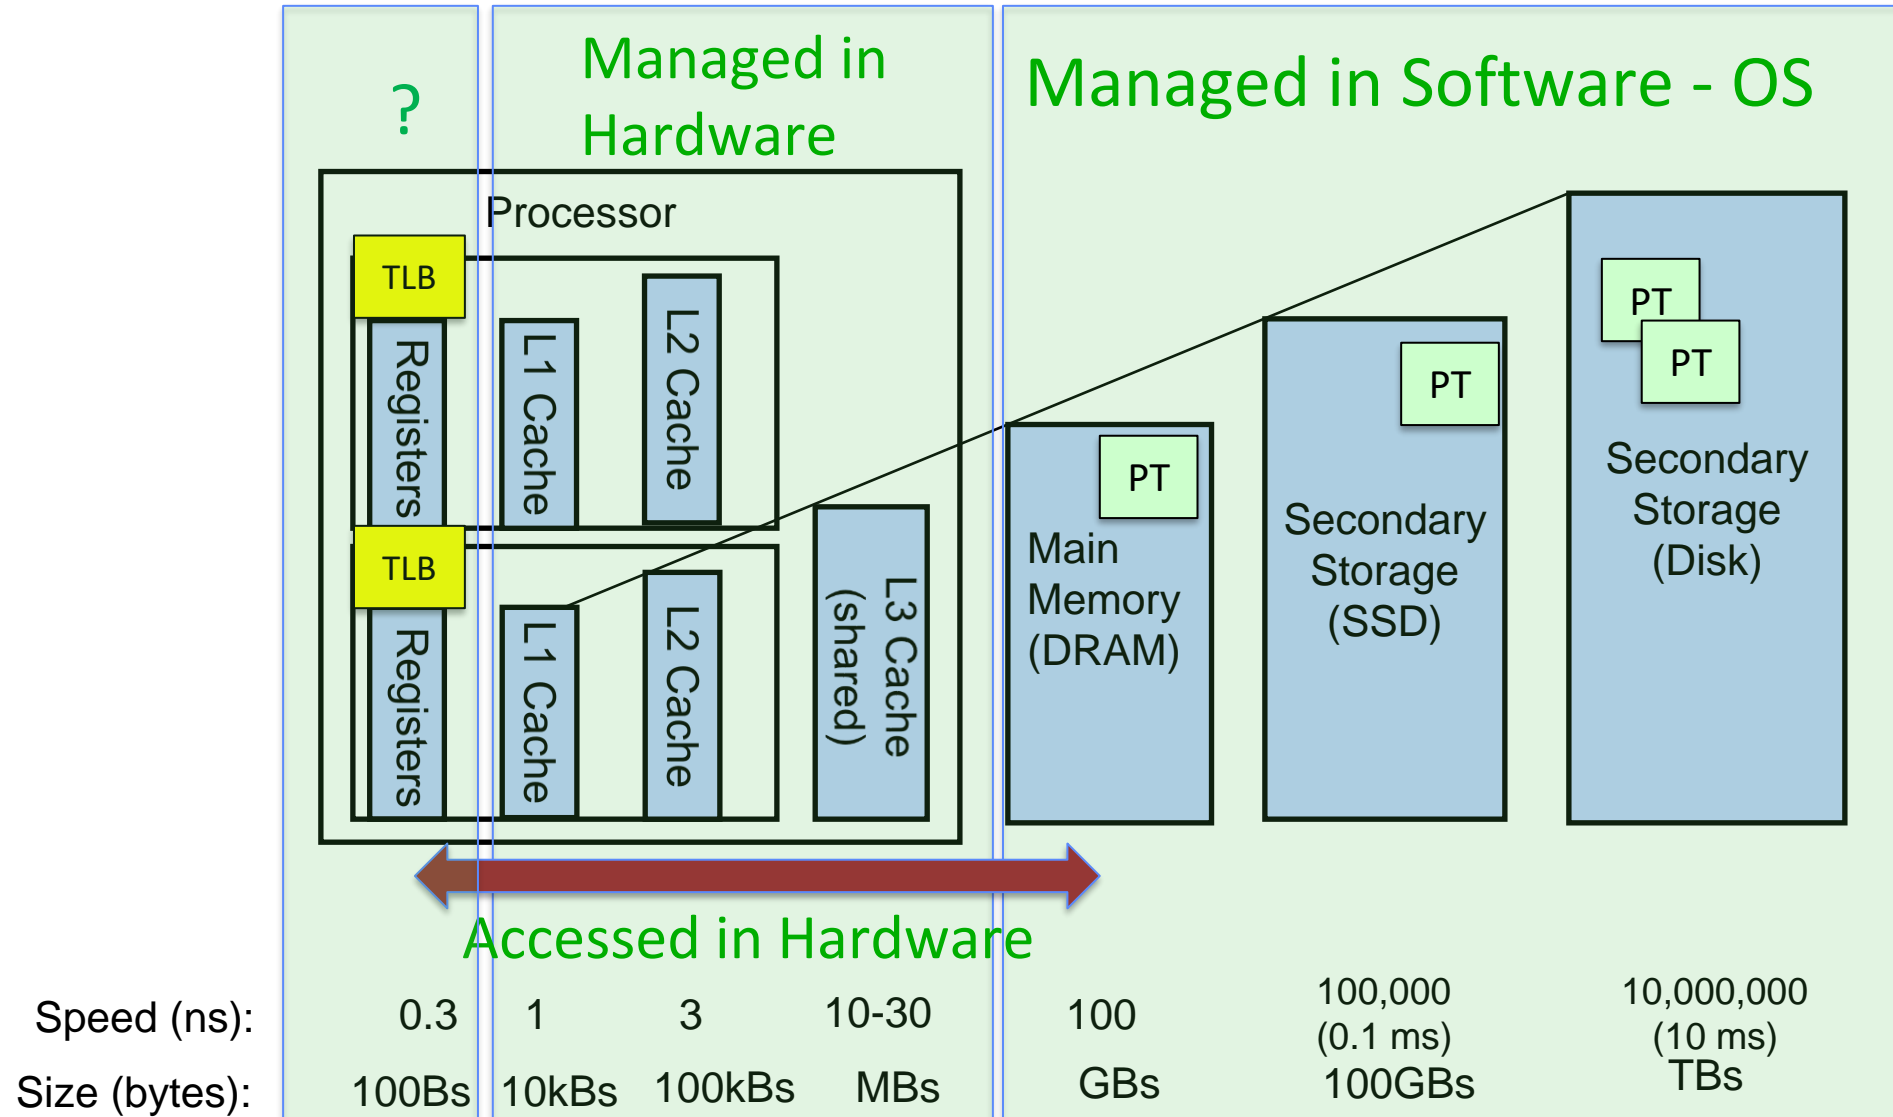 ?
Managed in
Hardware
Managed in Software - OS
Processor
TLB
Registers
L1 Cache
L2 Cache
TLB
Registers
L1 Cache
L2 Cache
L3 Cache
(shared)
PT
Main
Memory
(DRAM)
PT
Secondary
Storage
(SSD)
PT
PT
Secondary
Storage
(Disk)
Accessed in Hardware
Speed (ns): 0.3 1 3 10-30 100 100,000 10,000,000
(0.1 ms) (10 ms)
Size (bytes): 100Bs 10kBs 100kBs MBs GBs 100GBs TBs